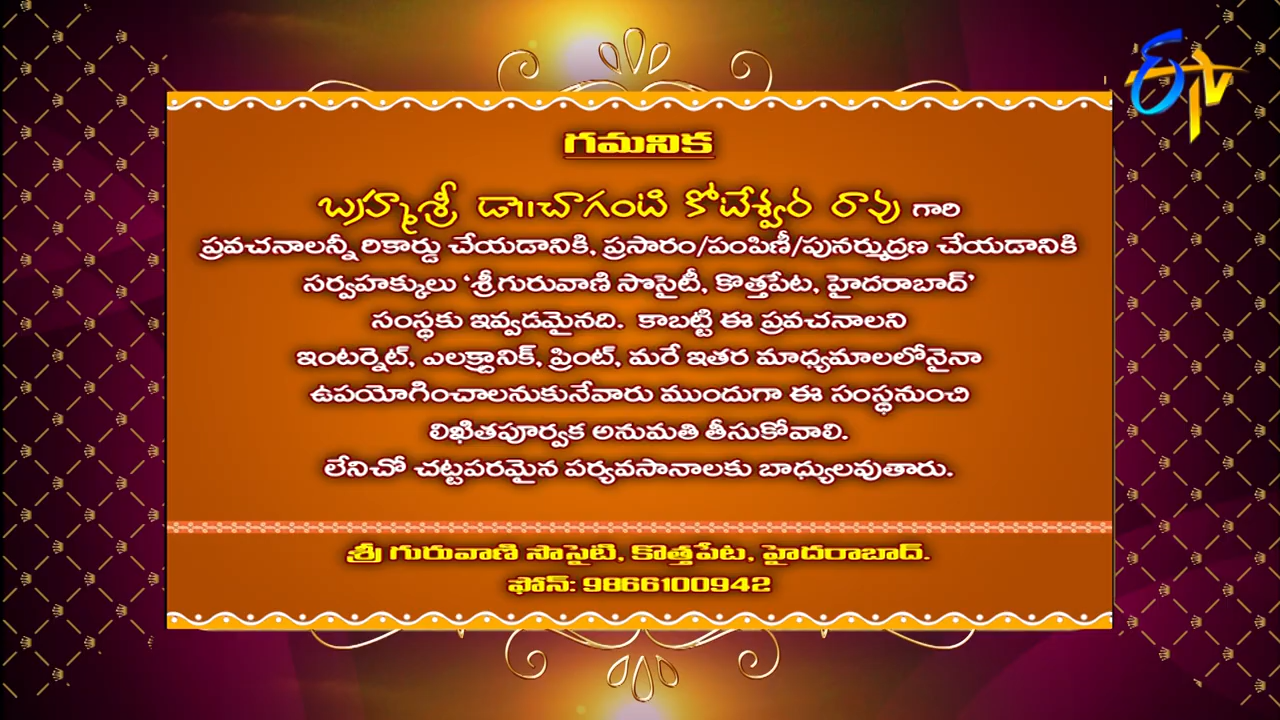 ఈtv
గమనిక
బ్రహ్మశ్రీ డా॥చాగంటి కోటేశ్వర రావు గారి
ప్రవచనాలన్నీ రికార్డు చేయడానికి, ప్రసారం/పంపిణీ/పునర్ముద్రణ చేయడానికి
సర్వహక్కులు ‘శ్రీగురువాణి సొసైటీ, కొత్తపేట, హైదరాబాద్’
సంస్థకు ఇవ్వడమైనది. కాబట్టి ఈ ప్రవచనాలని
ఇంటర్నెట్, ఎలక్ట్రానిక్, ప్రింట్, మరే ఇతర మాధ్యమాలలోనైనా
ఉపయోగించాలనుకునేవారు ముందుగా ఈ సంస్థనుంచి
లిఖితపూర్వక అనుమతి తీసుకోవాలి.
లేనిచో చట్టపరమైన పర్యవసానాలకు బాధ్యులవుతారు.
శ్రీ గురువాణి సొసైటి, కొత్తపేట, హైదరాబాద్.
ఫోన్: 9866100942